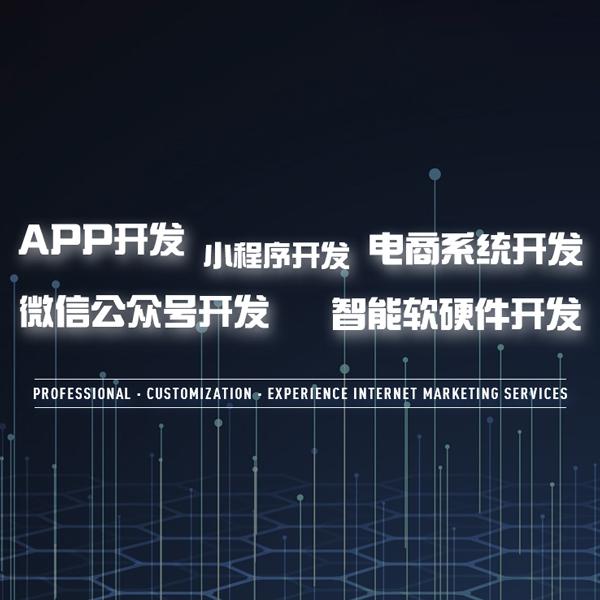 APP开发 小程序开发 电商系统开发
微信公众号开发 智能软硬件开发
PROFESSIONAL · CUSTOMIZATION · EXPERIENCE INTERNET MARKETING SERVICES